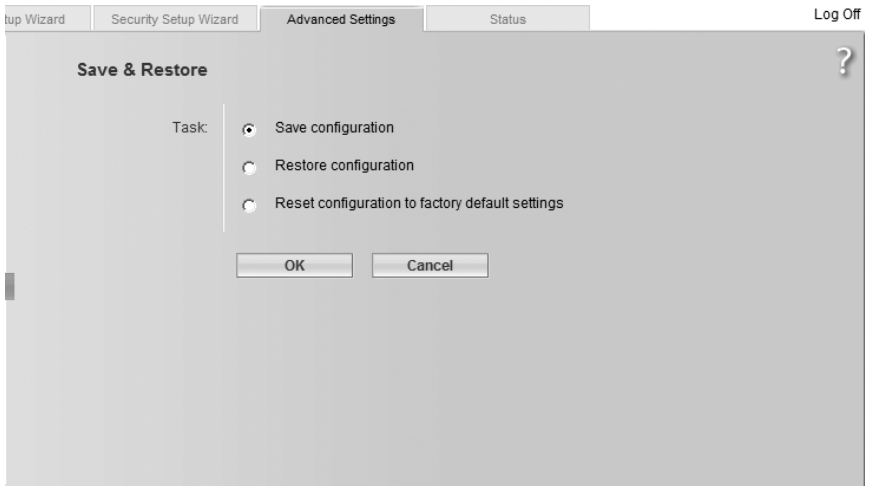 tup Wizard Security Setup Wizard Advanced Settings Status Log Off
Save & Restore ?
Task: Save configuration
Restore configuration
Reset configuration to factory default settings
OK Cancel